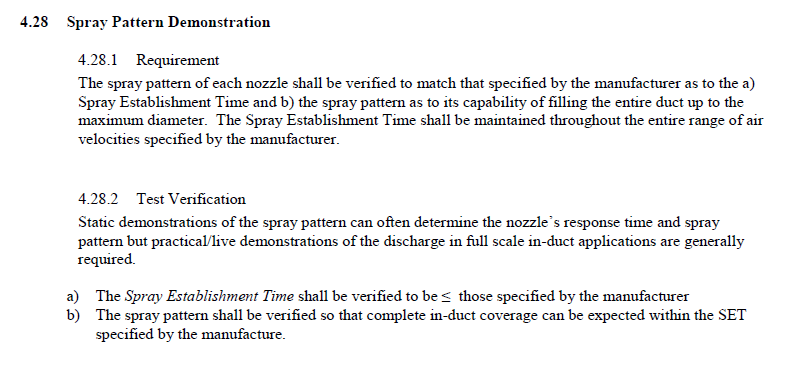 4.28 Spray Pattern Demonstration
4.28.1 Requirement
The spray pattern of each nozzle shall be verified to match that specified by the manufacturer as to the a)
Spray Establishment Time and b) the spray pattern as to its capability of filling the entire duct up to the
maximum diameter. The Spray Establishment Time shall be maintained throughout the entire range of air
velocities specified by the manufacturer.
4.28.2 Test Verification
Static demonstrations of the spray pattern can often determine the nozzle's response time and spray
pattern but practical/live demonstrations of the discharge in full scale in-duct applications are generally
required.
a) The Spray Establishment Time shall be verified to be ≤ those specified by the manufacturer
b) The spray pattern shall be verified so that complete in-duct coverage can be expected within the SET
specified by the manufacture.